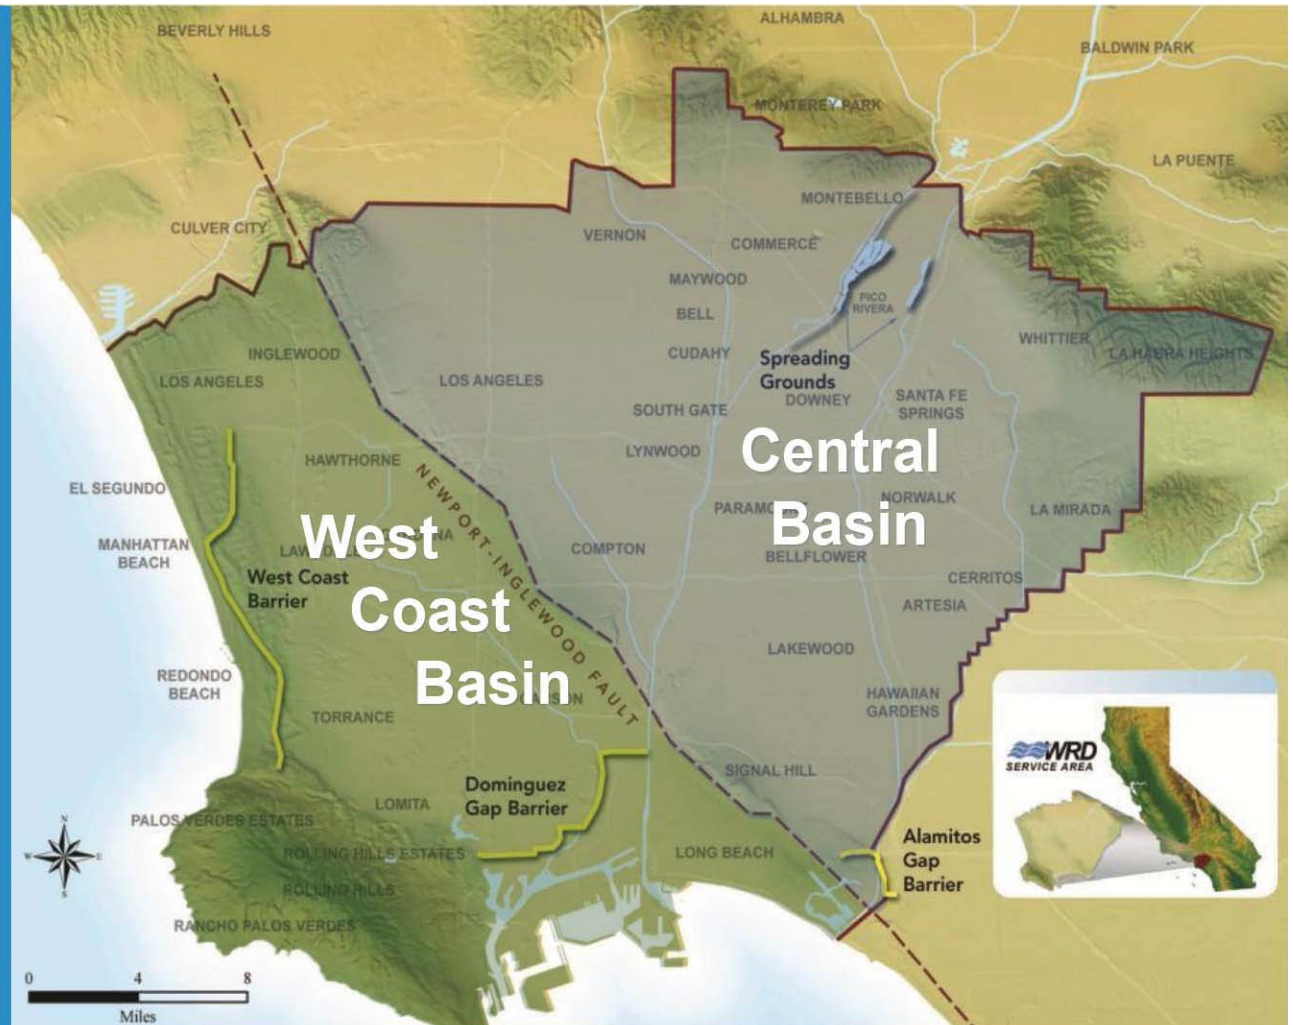 BEVERLY HILLS
ALHAMBRA
BALDWIN PARK
MONTEREY PARK
LA PUENTE
CULVER CITY
MONTEBELLO
VERNON
COMMERCE
MAYWOOD
PICO
RIVERA
BELL
WHITTIER
LA HABRA HEIGHTS
CUDAHY
INGLEWOOD
Spreading
Grounds
LOS ANGELES
LOS ANGELES
DOWNEY
SANTA FE
SPRINGS
SOUTH GATE
LYNWOOD
Central
Basin
HAWTHORNE
NEWPORT-INGLEWOOD FAULT
EL SEGUNDO
NORWALK
LA MIRADA
MANHATTAN
BEACH
West
Coast
Basin
COMPTON
BELLFLOWER
West Coast
Barrier
CERRITOS
ARTESIA
LAKEWOOD
REDONDO
BEACH
HAWAIIAN
GARDENS
TORRANCE
SIGNAL HILL
WRD
SERVICE AREA
Dominguez
Gap Barrier
LOMITA
PALOS VERDES ESTATES
ROLLING HILLS ESTATES
LONG BEACH
Alamitos
Gap
Barrier
ROLLING HILLS
RANCHO PALOS VERDES
N
W
E
S
0 4 8
Miles